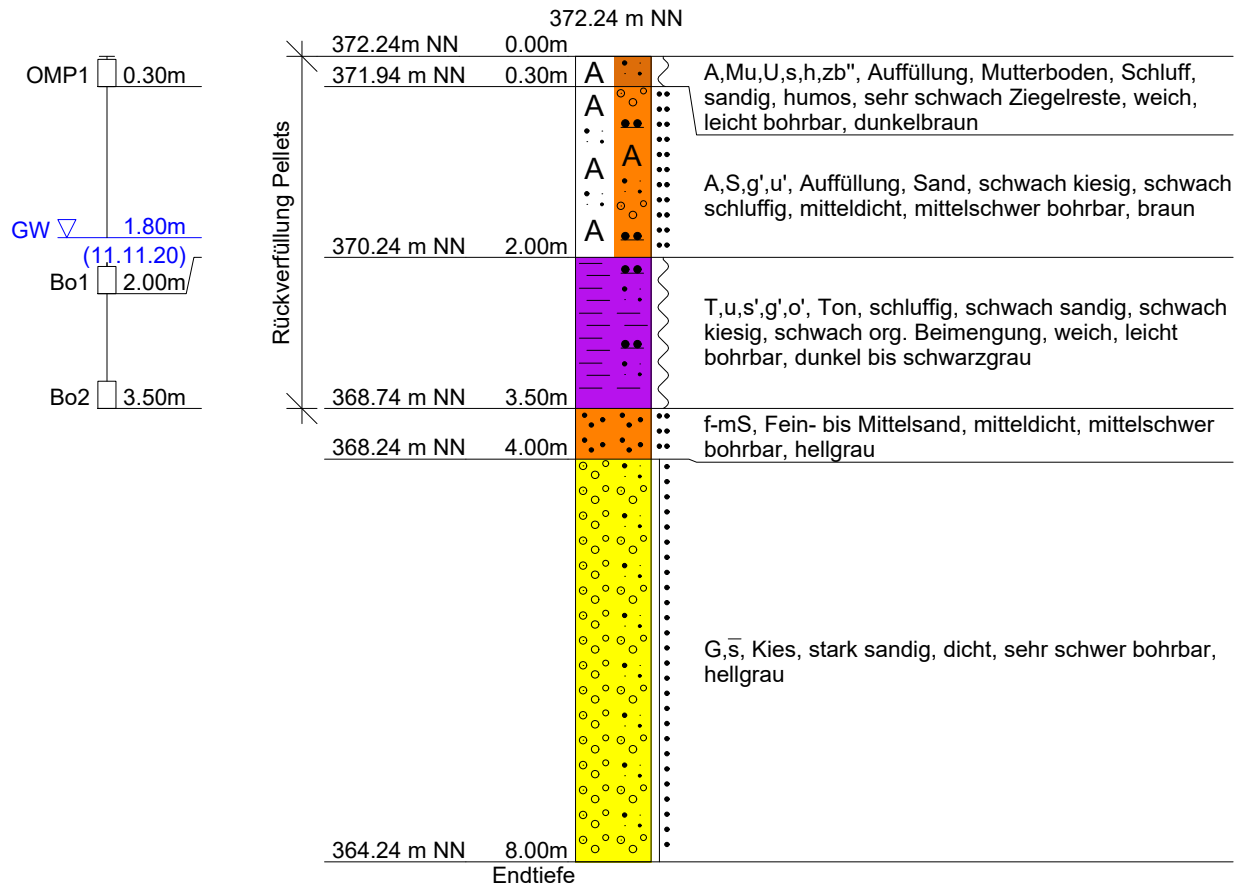 372.24 m NN
372.24m NN 0.00m
OMP1 0.30m
371.94 m NN 0.30m
A
A,Mu,U,s,h,zb'', Auffüllung, Mutterboden, Schluff,
sandig, humos, sehr schwach Ziegelreste, weich,
leicht bohrbar, dunkelbraun
A
A
A
A
A,S,g',u', Auffüllung, Sand, schwach kiesig, schwach
schluffig, mitteldicht, mittelschwer bohrbar, braun
Rückverfüllung Pellets
GW 1.80m
(11.11.20)
370.24 m NN 2.00m
Bo1 2.00m
T,u,s',g',o', Ton, schluffig, schwach sandig, schwach
kiesig, schwach org. Beimengung, weich, leicht
bohrbar, dunkel bis schwarzgrau
Bo2 3.50m
368.74 m NN 3.50m
f-mS, Fein- bis Mittelsand, mitteldicht, mittelschwer
bohrbar, hellgrau
368.24 m NN 4.00m
G,s̅, Kies, stark sandig, dicht, sehr schwer bohrbar,
hellgrau
364.24 m NN 8.00m
Endtiefe